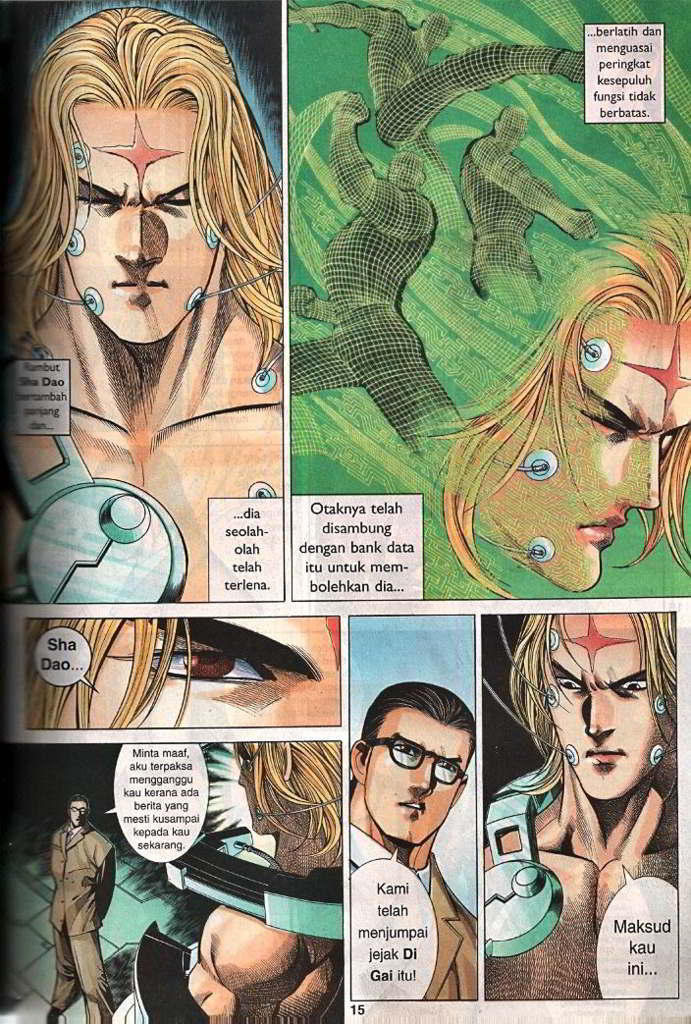 Rambut
Sha Dao
bertambah
panjang
dan...
...dia
seolah-
olah
telah
terlena.
Otaknya telah
disambung
dengan bank data
itu untuk mem-
bolehkan dia...
...berlatih dan
menguasai
peringkat
kesepuluh
fungsi tidak
berbatas.
Sha
Dao...
Minta maaf,
aku terpaksa
mengganggu
kau kerana ada
berita yang
mesti kusampai
kepada kau
sekarang.
Kami
telah
menjumpai
jejak Di
Gai itu!
Maksud
kau
ini...
15